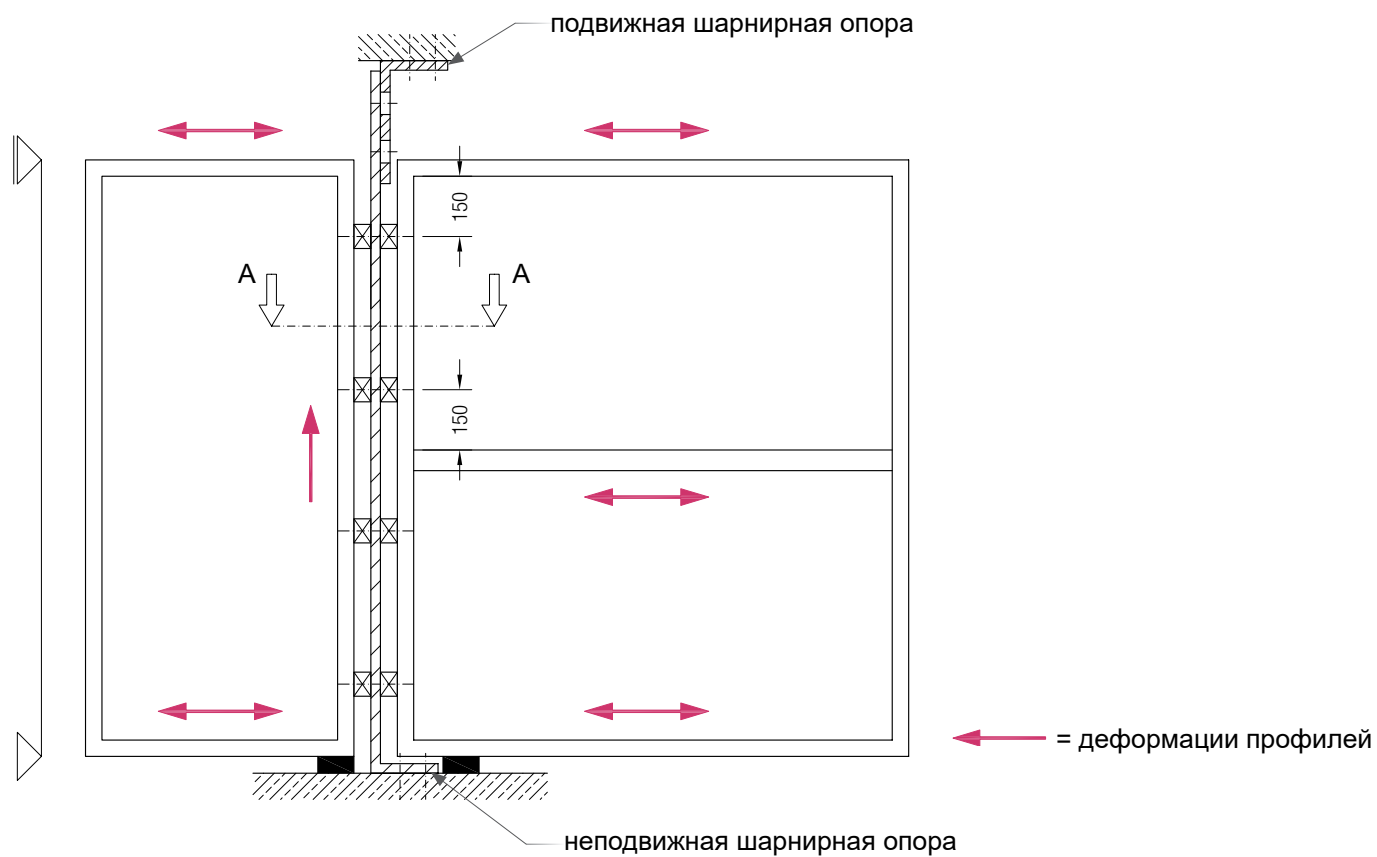 подвижная шарнирная опора
150
A
A
150
= деформации профилей
неподвижная шарнирная опора